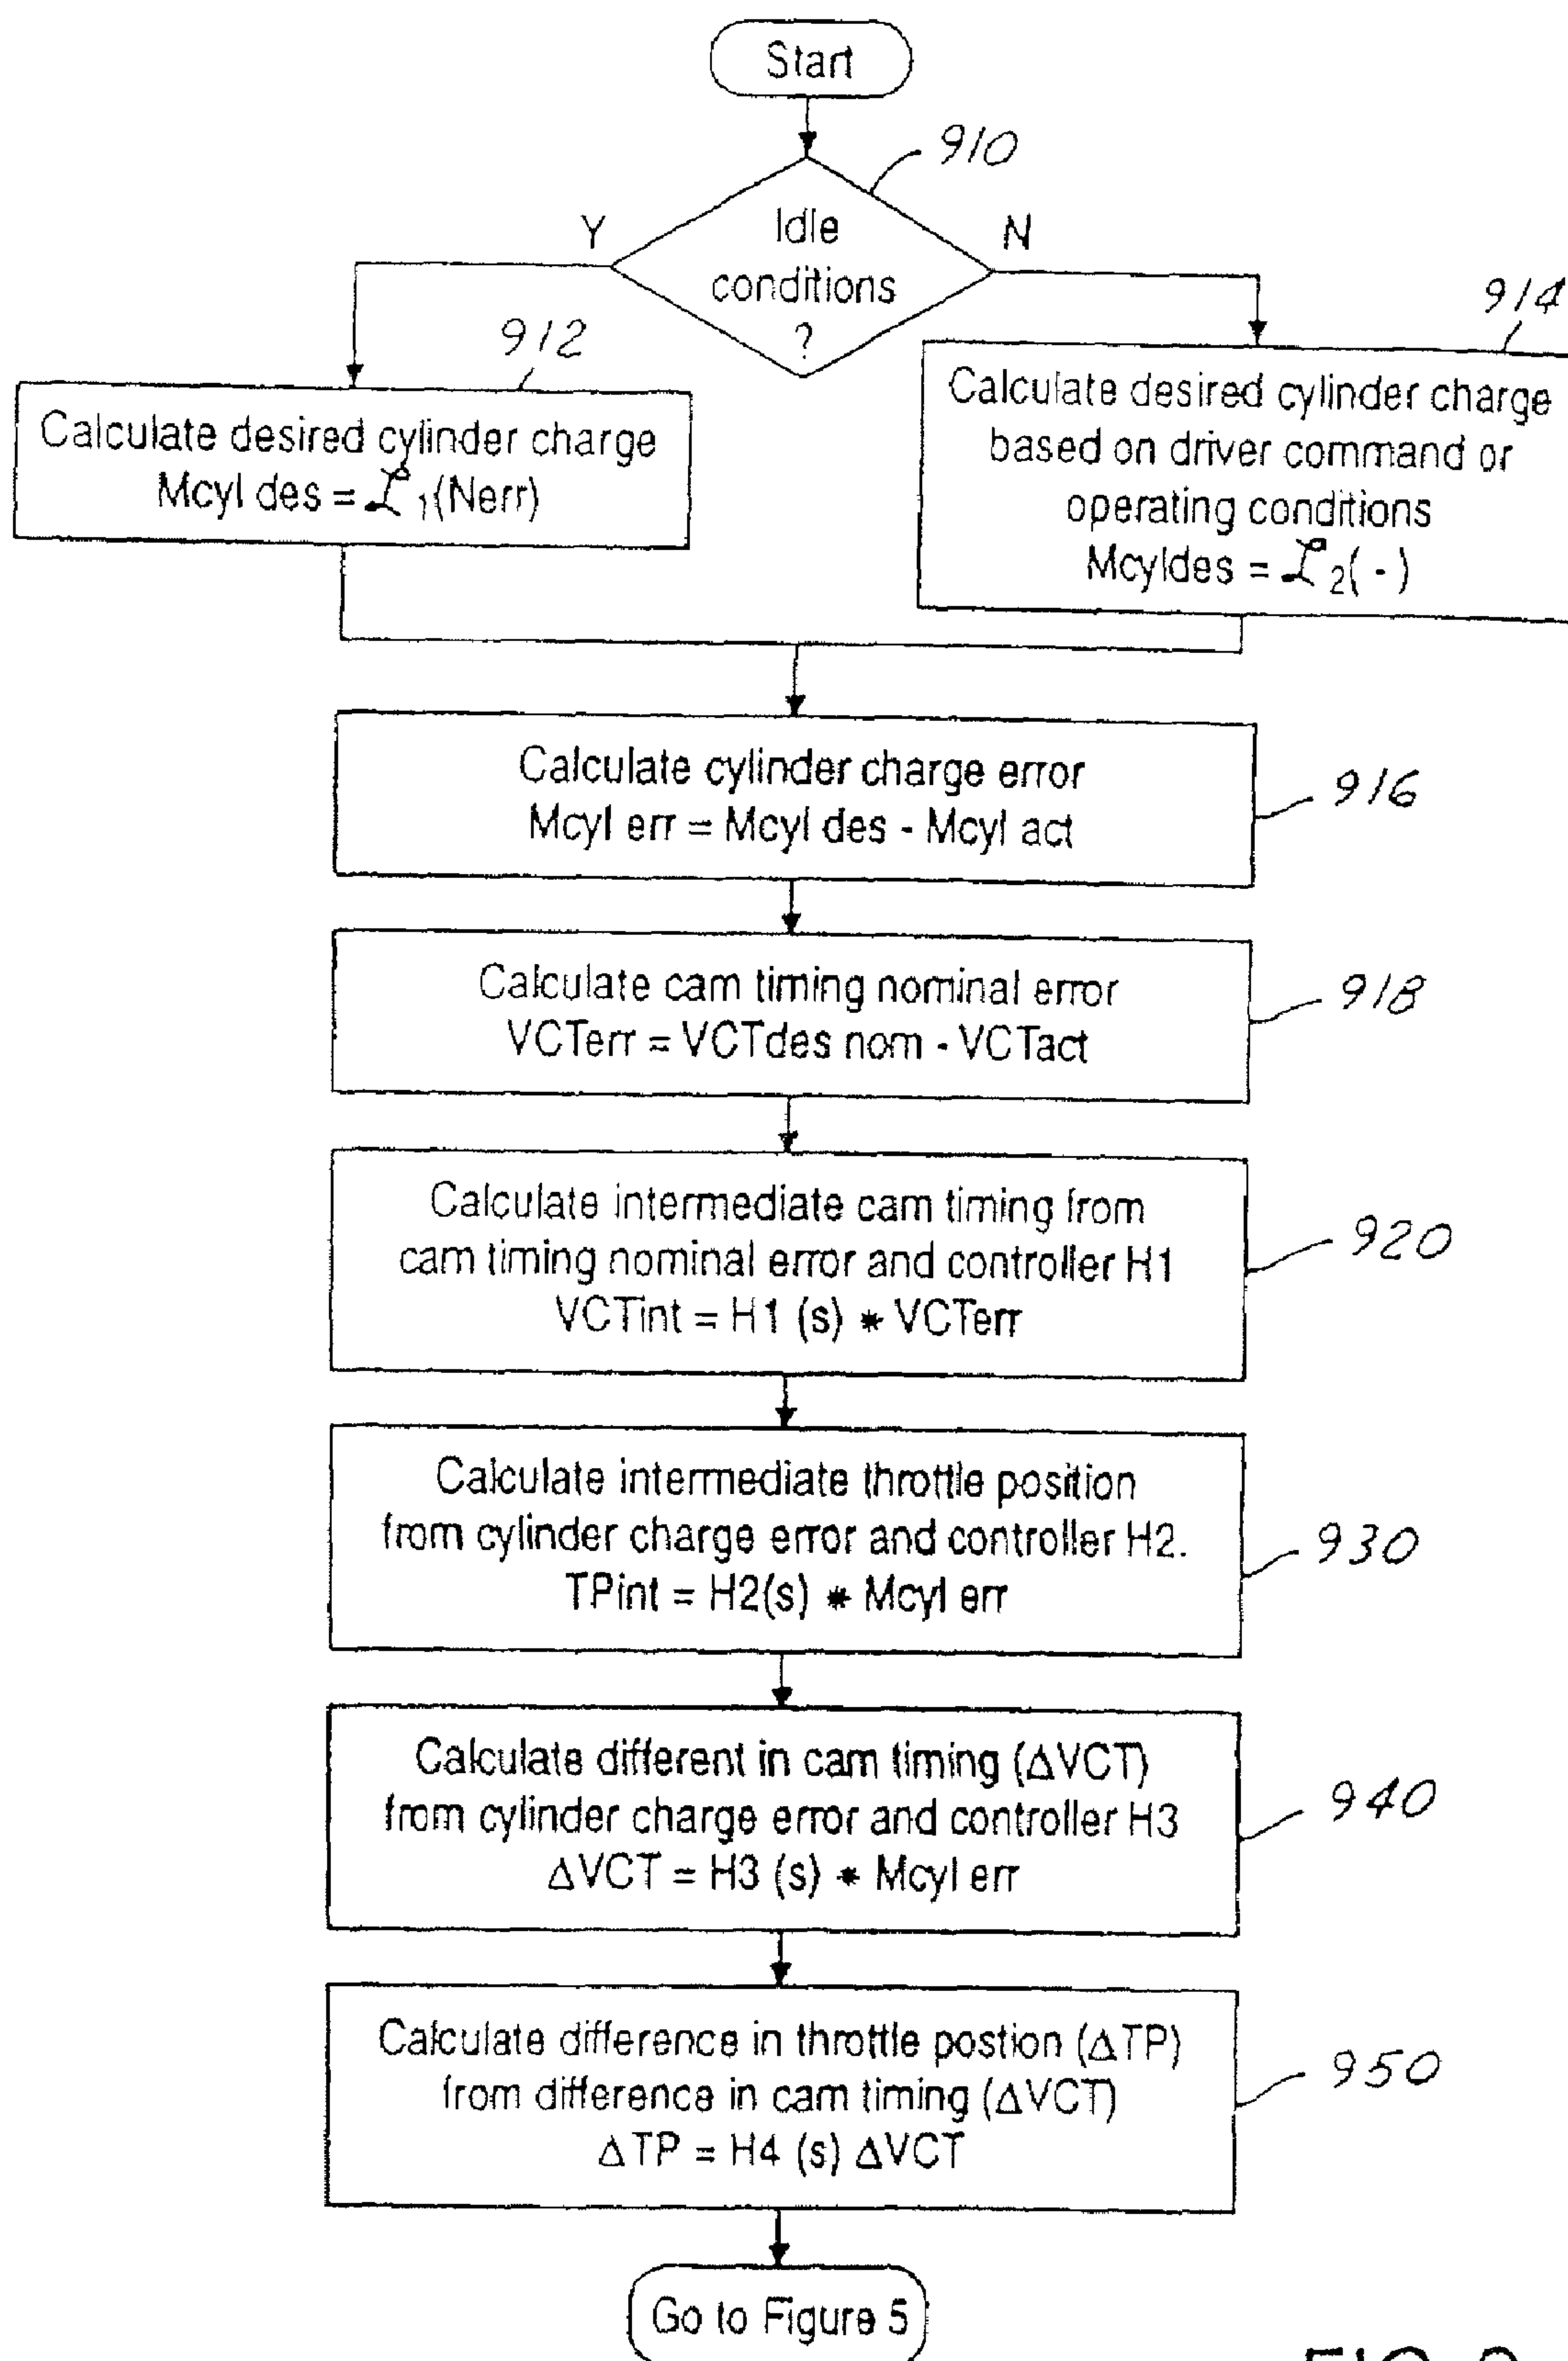 Start
910
Idle
conditions
?
Y
N
912
914
Calculate desired cylinder charge
Mcyl des = ℒ1(Nerr)
Calculate desired cylinder charge
based on driver command or
operating conditions
Mcyldes = ℒ2( - )
Calculate cylinder charge error
Mcyl err = Mcyl des - Mcyl act
916
Calculate cam timing nominal error
VCTerr = VCTdes nom - VCTact
918
Calculate intermediate cam timing from
cam timing nominal error and controller H1
VCTint = H1 (s) * VCTerr
920
Calculate intermediate throttle position
from cylinder charge error and controller H2.
TPint = H2(s) * Mcyl err
930
Calculate different in cam timing (ΔVCT)
from cylinder charge error and controller H3
ΔVCT = H3 (s) * Mcyl err
940
Calculate difference in throttle postion (ΔTP)
from difference in cam timing (ΔVCT)
ΔTP = H4 (s) ΔVCT
950
Go to Figure 5